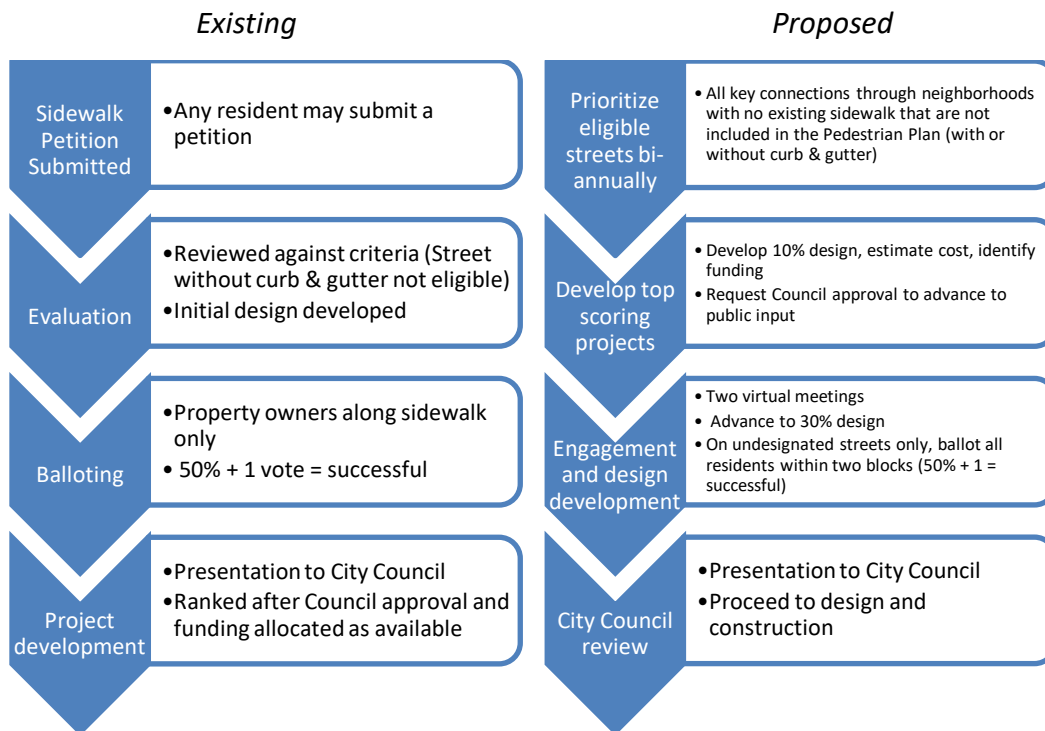 Existing
Sidewalk
Petition
Submitted
•Any resident may submit a
petition
Evaluation
•Reviewed against criteria (Street
without curb & gutter not eligible)
•Initial design developed
Balloting
•Property owners along sidewalk
only
• 50% + 1 vote = successful
Project
development
•Presentation to City Council
•Ranked after Council approval and
funding allocated as available
Proposed
Prioritize
eligible
streets bi-
annually
•All key connections through neighborhoods
with no existing sidewalk that are not
included in the Pedestrian Plan (with or
without curb & gutter)
Develop top
scoring
projects
•Develop 10% design, estimate cost, identify
funding
•Request Council approval to advance to
public input
Engagement
and design
development
•Two virtual meetings
• Advance to 30% design
•On undesignated streets only, ballot all
residents within two blocks (50% + 1 =
successful)
City Council
review
•Presentation to City Council
•Proceed to design and
construction